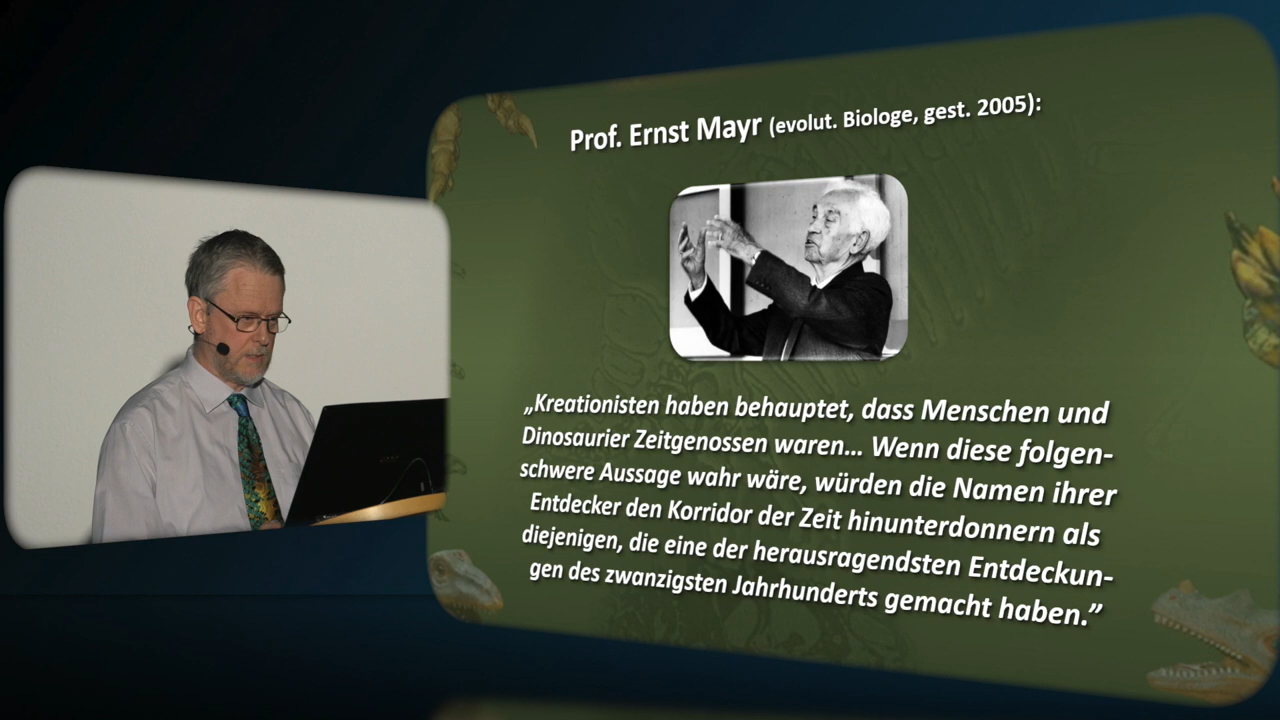 Prof. Ernst Mayr (evolut. Biologe, gest. 2005):
„Kreationisten haben behauptet, dass Menschen und
Dinosaurier Zeitgenossen waren... Wenn diese folgen-
schwere Aussage wahr wäre, würden die Namen ihrer
Entdecker den Korridor der Zeit hinunterdonnern als
diejenigen, die eine der herausragendsten Entdeckun-
gen des zwanzigsten Jahrhunderts gemacht haben.”